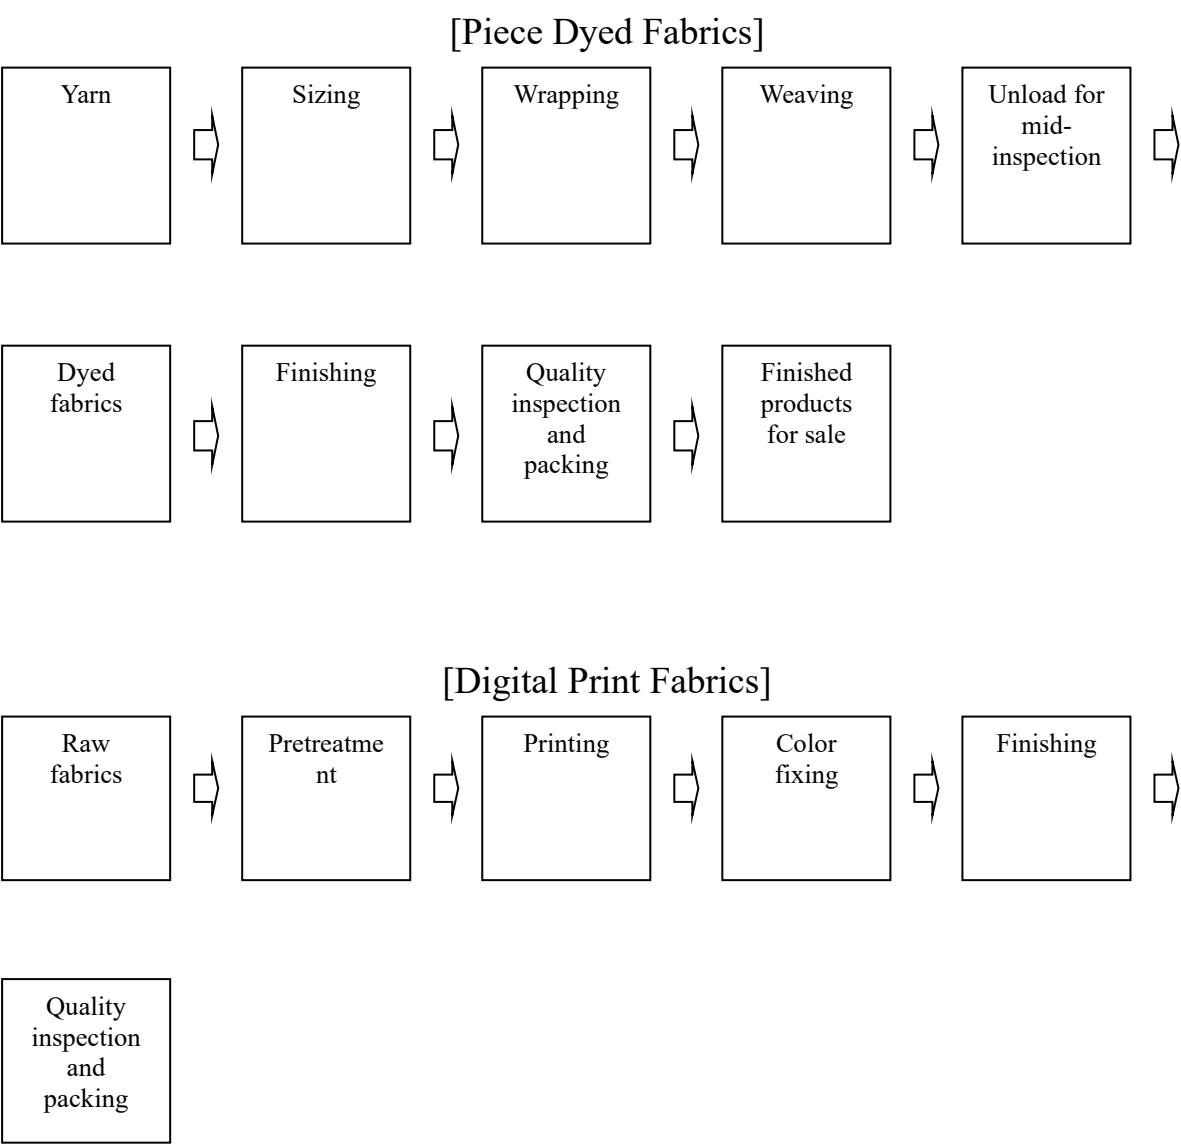 [Piece Dyed Fabrics]
Yarn
Sizing
Wrapping
Weaving
Unload for
mid-
inspection
Dyed
fabrics
Finishing
Quality
inspection
and
packing
Finished
products
for sale
[Digital Print Fabrics]
Raw
fabrics
Pretreatme
nt
Printing
Color
fixing
Finishing
Quality
inspection
and
packing